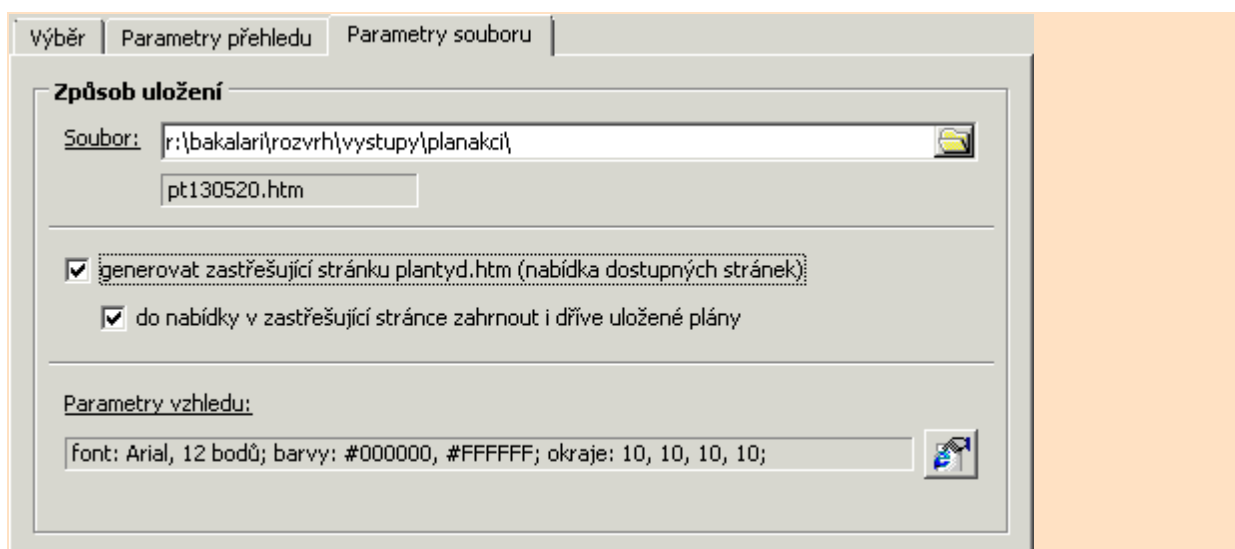 Výběr
Parametry přehledu
Parametry souboru
Způsob uložení
Soubor: r:\bakalari\rozvrh\vystupy\planakci\
pt130520.htm
generovat zastřešující stránku plantyd.htm (nabídka dostupných stránek)
do nabídky v zastřešující stránce zahrnout i dříve uložené plány
Parametry vzhledu:
font: Arial, 12 bodů; barvy: #000000, #FFFFFF; okraje: 10, 10, 10, 10;